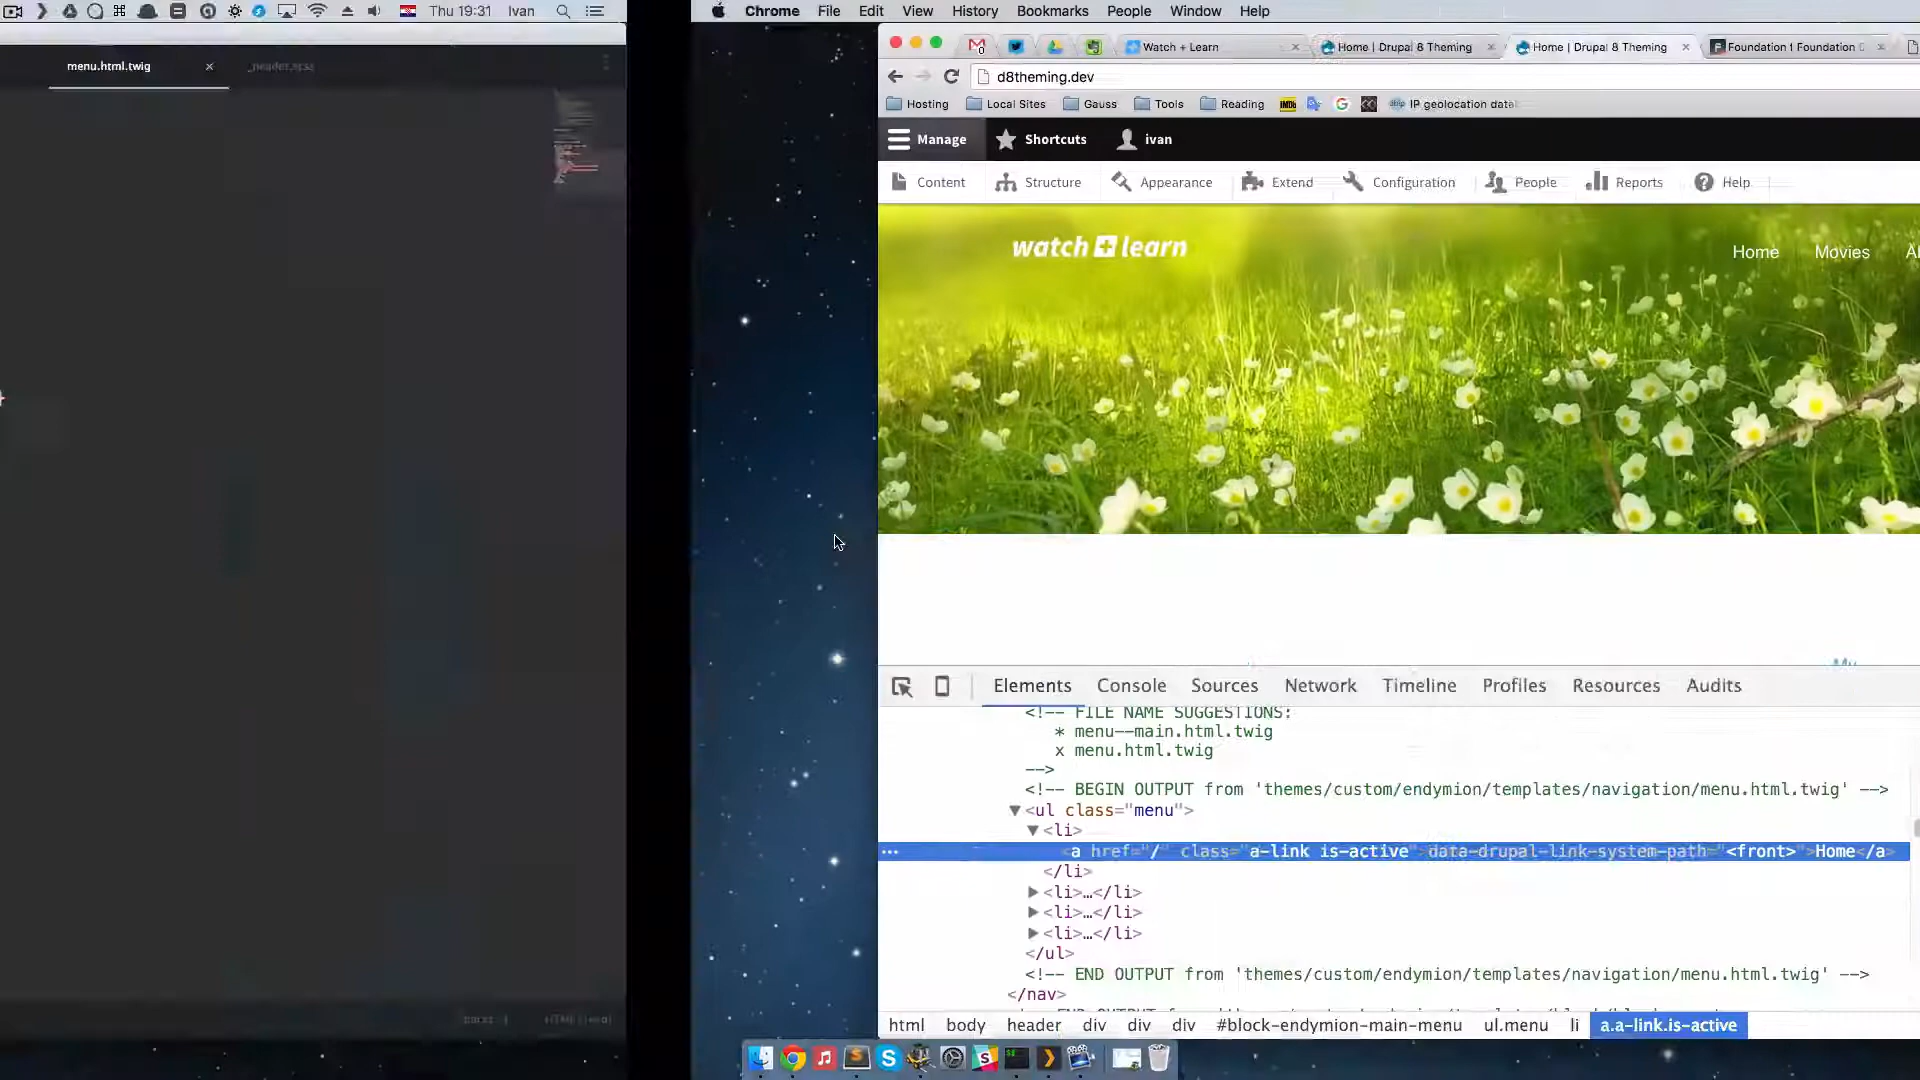 Thu 19:31 Ivan
menu.html.twig
_header.scss
Chrome File Edit View History Bookmarks People Window Help
Watch + Learn
Home | Drupal 8 Theming
Home | Drupal 8 Theming
Foundation f Foundation
d8theming.dev
Hosting Local Sites Gauss Tools Reading IMDb IP geolocation data
Manage Shortcuts ivan
Content Structure Appearance Extend Configuration People Reports Help
watch + learn
Home Movies
Elements Console Sources Network Timeline Profiles Resources Audits
<!-- FILE NAME SUGGESTIONS:
* menu--main.html.twig
x menu.html.twig
-->
<!-- BEGIN OUTPUT from 'themes/custom/endymion/templates/navigation/menu.html.twig' -->
<ul class="menu">
<li>
<a href="/" class="a-link is-active" data-drupal-link-system-path="<front>">Home</a>
</li>
<li>…</li>
<li>…</li>
<li>…</li>
</ul>
<!-- END OUTPUT from 'themes/custom/endymion/templates/navigation/menu.html.twig' -->
</nav>
html body header div div div #block-endymion-main-menu ul.menu li a.a-link.is-active